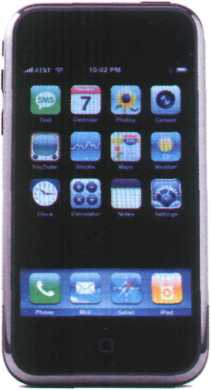 AT&T 10:02 PM
SMS 7
Text Calendar Photos Camera
YouTube Stocks Maps Weather
Clock Calculator Notes Settings
Phone Mail Safari iPod